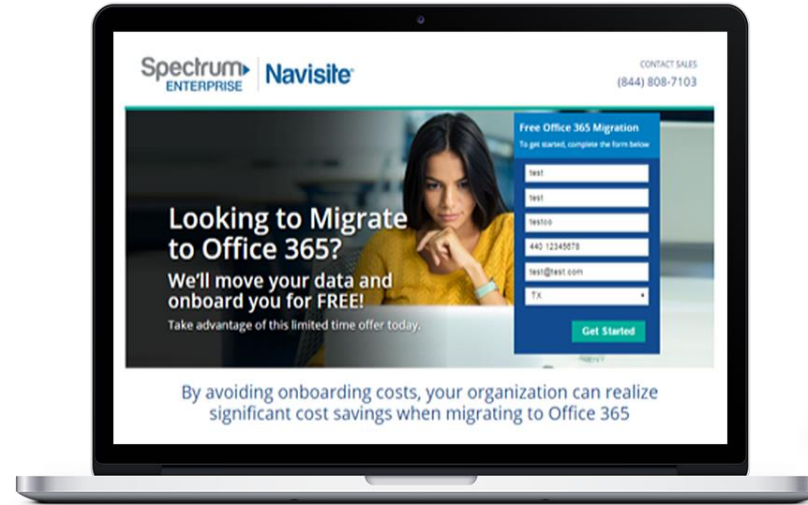 Spectrum
ENTERPRISE
Navisite
CONTACT SALES
(844) 808-7103
Looking to Migrate
to Office 365?
We'll move your data and
onboard you for FREE!
Take advantage of this limited time offer today.
Free Office 365 Migration
To get started, complete the form below
test
test
testoo
440 12345678
test@test.com
TX
Get Started
By avoiding onboarding costs, your organization can realize
significant cost savings when migrating to Office 365